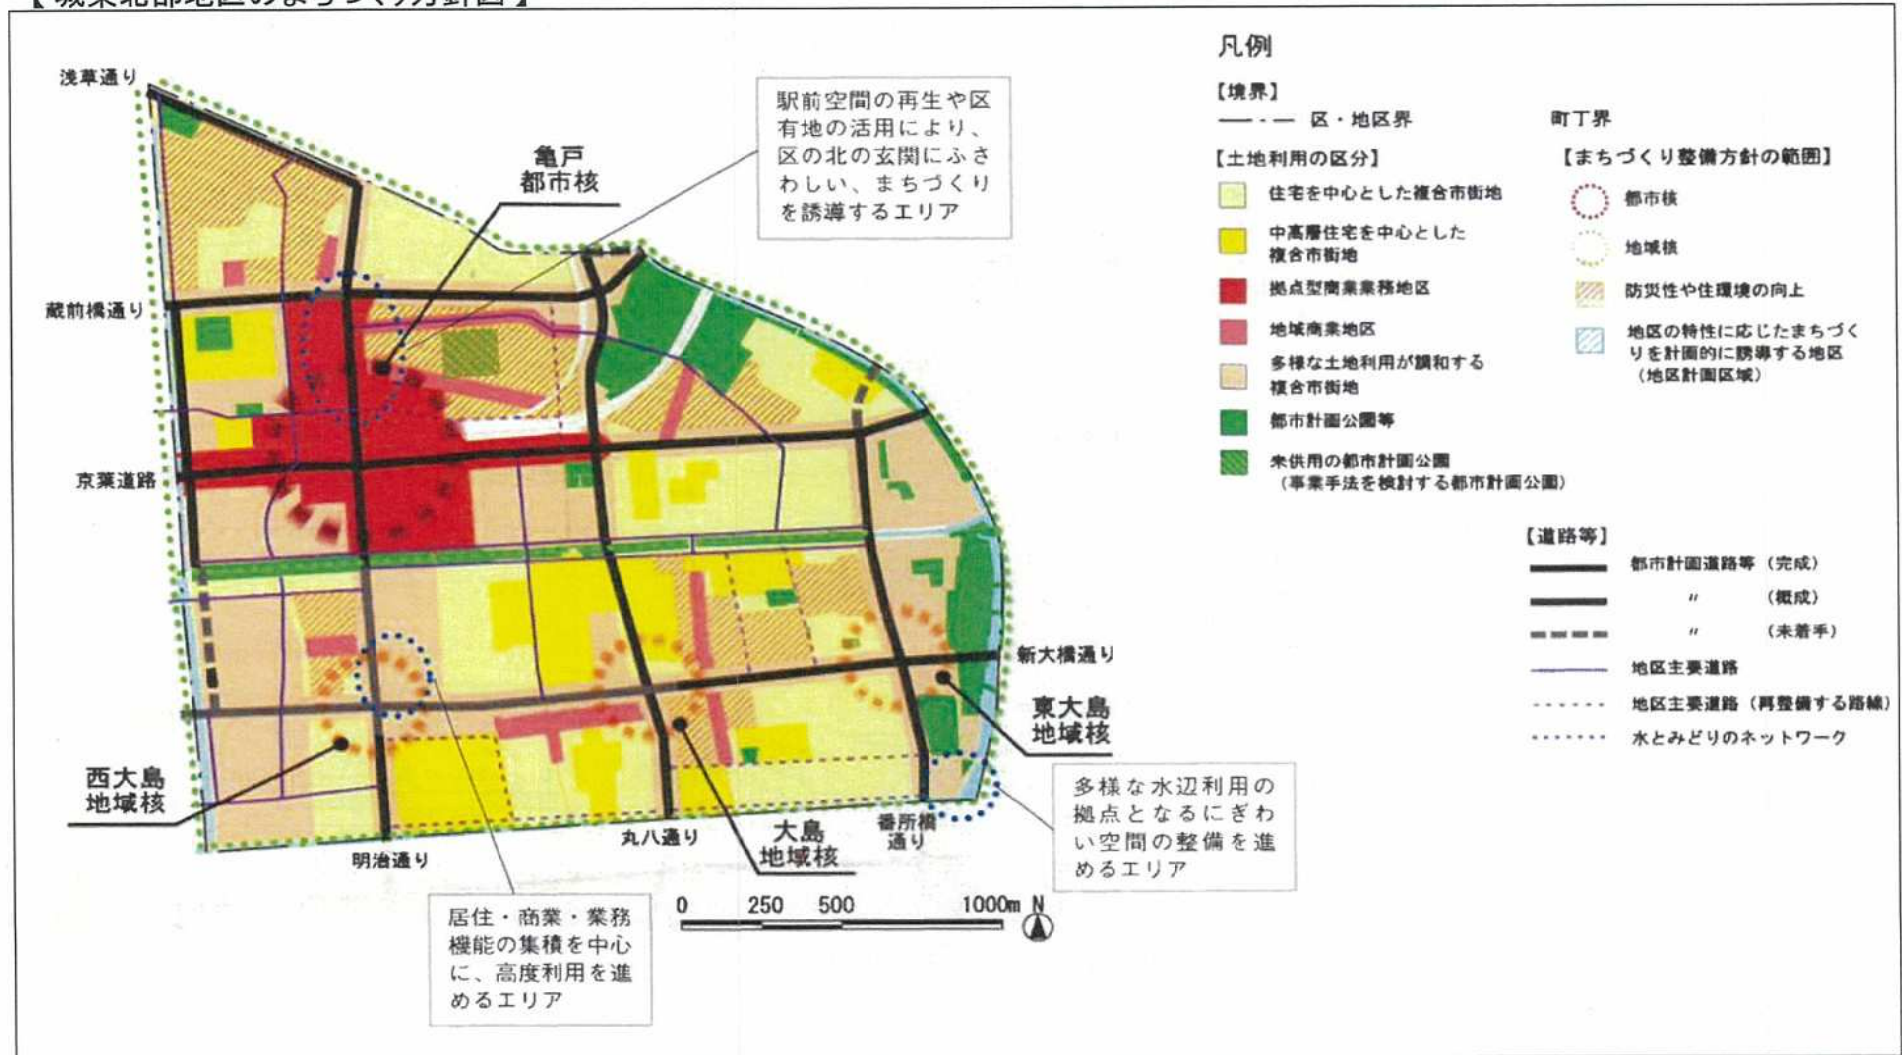 【城東北部地区のまちづくり方針図】
浅草通り
亀戸
都市核
駅前空間の再生や区
有地の活用により、
区の北の玄関にふさ
わしい、まちづくり
を誘導するエリア
蔵前橋通り
京葉道路
新大橋通り
東大島
地域核
西大島
地域核
明治通り
丸八通り
大島
地域核
番所橋
通り
多様な水辺利用の
拠点となるにぎわ
い空間の整備を進
めるエリア
居住・商業・業務
機能の集積を中心
に、高度利用を進
めるエリア
0 250 500 1000m N
凡例
【境界】
区・地区界
町丁界
【土地利用の区分】
住宅を中心とした複合市街地
中高層住宅を中心とした
複合市街地
拠点型商業業務地区
地域商業地区
多様な土地利用が調和する
複合市街地
都市計画公園等
未供用の都市計画公園
（事業手法を検討する都市計画公園）
【まちづくり整備方針の範囲】
都市核
地域核
防災性や住環境の向上
地区の特性に応じたまちづく
りを計画的に誘導する地区
（地区計画区域）
【道路等】
都市計画道路等（完成）
〃 （概成）
〃 （未着手）
地区主要道路
地区主要道路（再整備する路線）
水とみどりのネットワーク